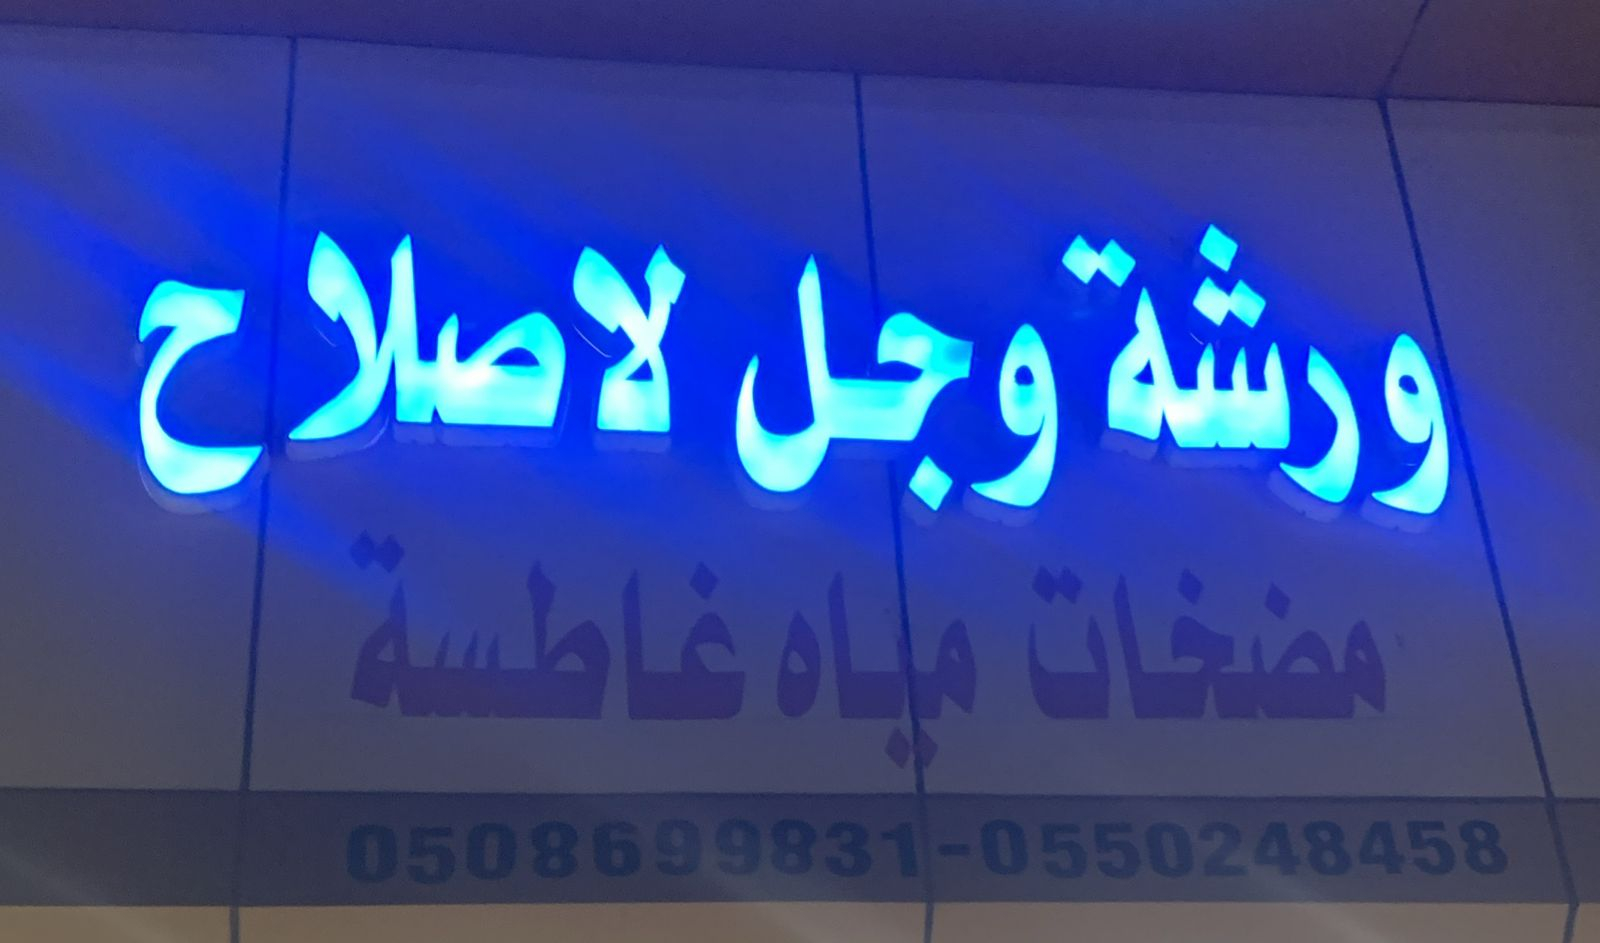 ورشة وجل لاصلاح
مضخات مياه غاطسة
0508699831-0550248458